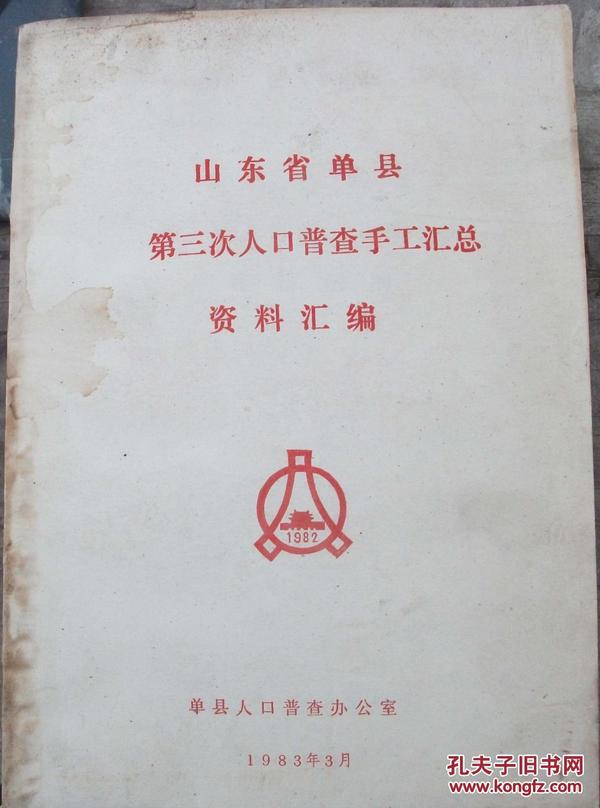 山东省单县
第三次人口普查手工汇总
资料汇编
1982
单县人口普查办公室
1983年3月
孔夫子旧书网
www.kongfz.com